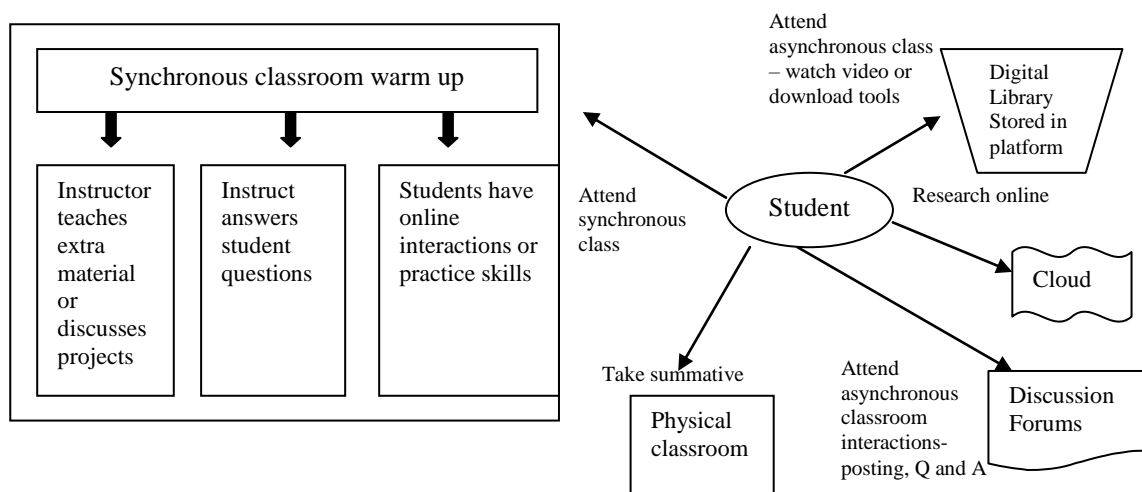 Synchronous classroom warm up
Instructor
teaches
extra
material
or
discusses
projects
Instruct
answers
student
questions
Students have
online
interactions or
practice skills
Attend
synchronous
class
Attend
asynchronous
class
– watch video or
download tools
Digital
Library
Stored in
platform
Student
Research online
Cloud
Take summative
Physical
classroom
Attend
asynchronous
classroom
interactions-
posting, Q and A
Discussion
Forums